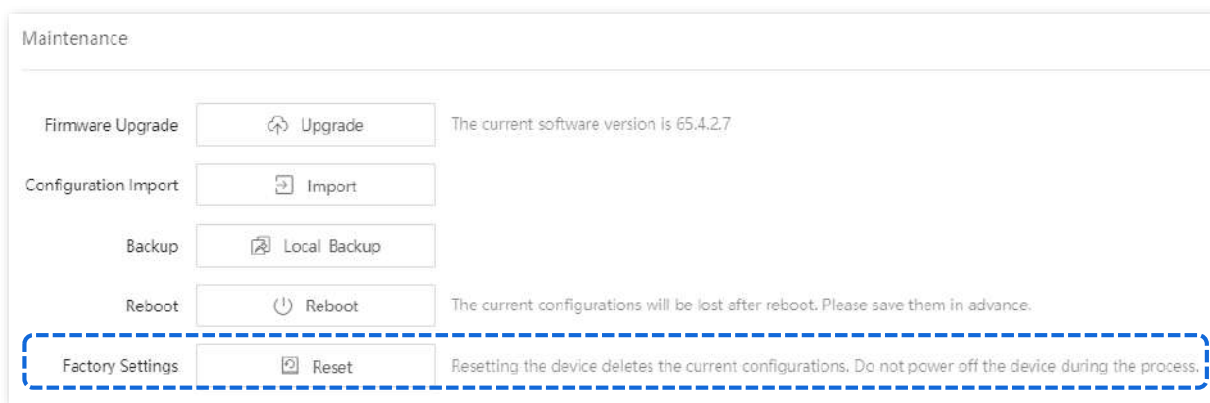 Maintenance
Firmware Upgrade Upgrade The current software version is 65.4.2.7
Configuration Import Import
Backup Local Backup
Reboot Reboot The current configurations will be lost after reboot. Please save them in advance.
Factory Settings Reset Resetting the device deletes the current configurations. Do not power off the device during the process.